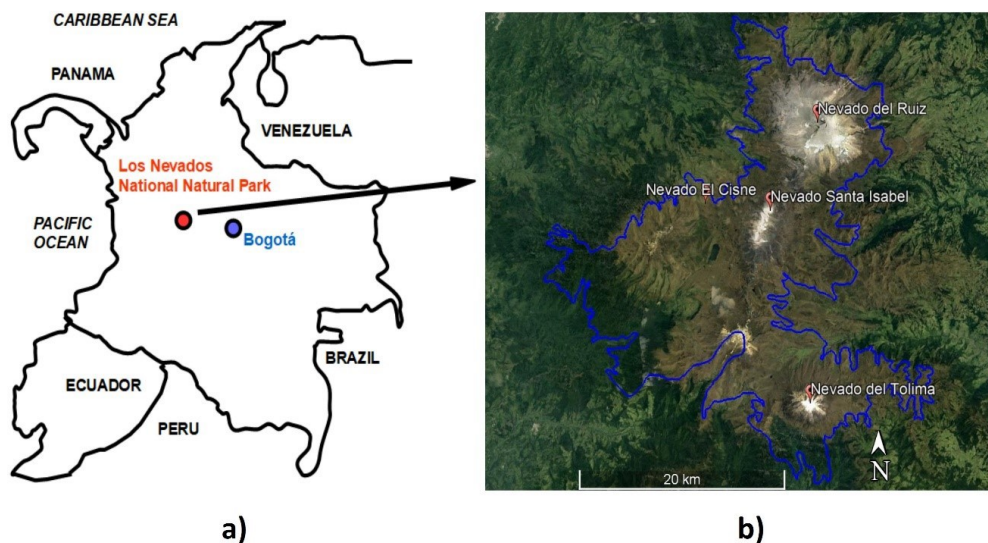 CARIBBEAN SEA
PANAMA
VENEZUELA
Los Nevados
National Natural Park
PACIFIC
OCEAN
Bogotá
ECUADOR
PERU
BRAZIL
a)
Nevado del Ruiz
Nevado El Cisne
Nevado Santa Isabel
Nevado del Tolima
20 km
N
b)